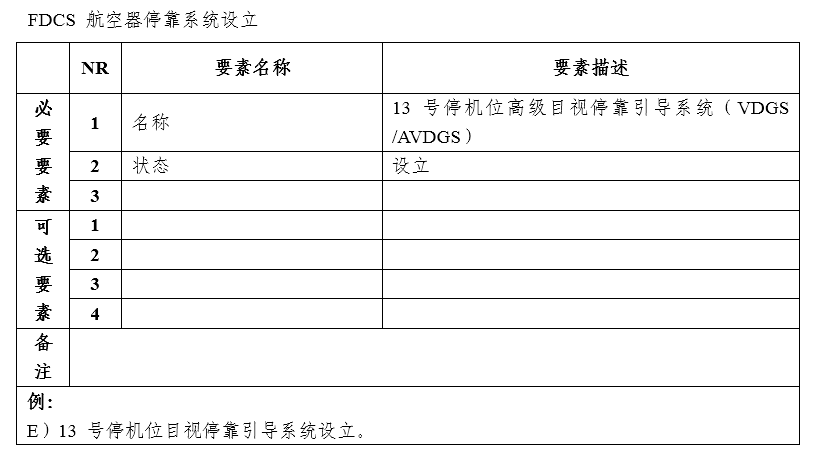 FDCS 航空器停靠系统设立
NR 要素名称 要素描述
必要要素
1 名称 13 号停机位高级目视停靠引导系统（VDGS
/AVDGS）
2 状态 设立
3
可选要素
1
2
3
4
备注
例：
E）13 号停机位目视停靠引导系统设立。